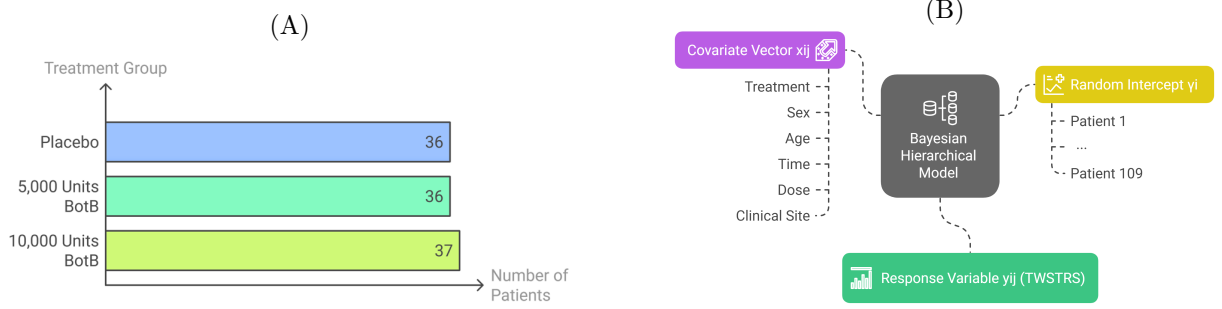 (A)
Treatment Group
Placebo
36
5,000 Units
BotB
36
10,000 Units
BotB
37
Number of
Patients
(B)
Covariate Vector xij
Treatment
Sex
Age
Time
Dose
Clinical Site
Bayesian
Hierarchical
Model
Random Intercept γi
Patient 1
...
Patient 109
Response Variable yij (TWSTRS)